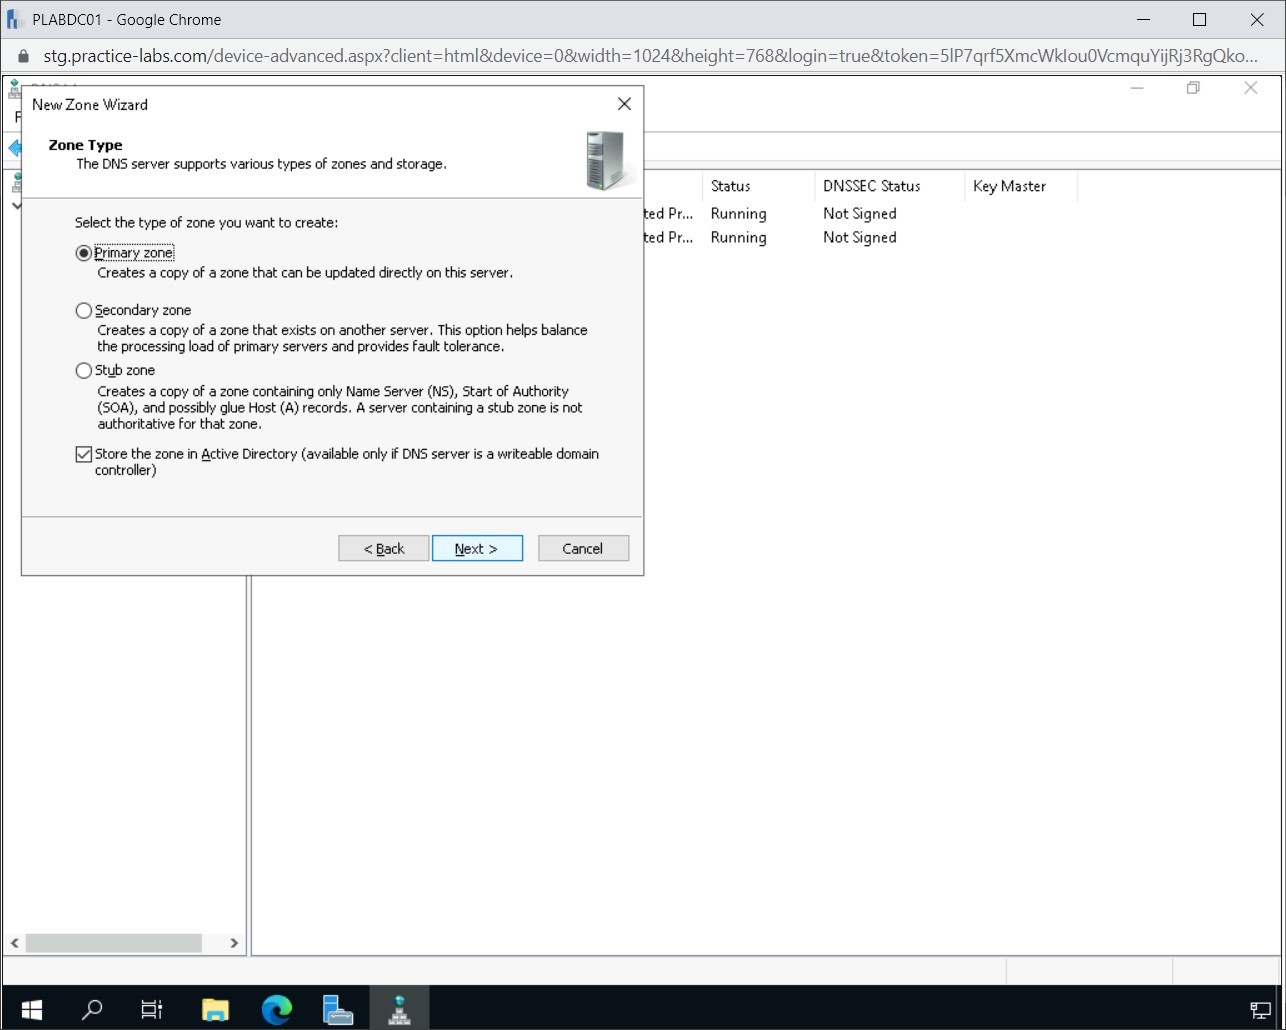 PLABDC01 - Google Chrome
stg.practice-labs.com/device-advanced.aspx?client=html&device=0&width=1024&height=768&login=true&token=5lP7qrf5XmcWkIou0VcmquYijRj3RgQko...
New Zone Wizard
F
Zone Type
The DNS server supports various types of zones and storage.
Status DNSSEC Status Key Master
ted Pr... Running Not Signed
ted Pr... Running Not Signed
Select the type of zone you want to create:
Primary zone
Creates a copy of a zone that can be updated directly on this server.
Secondary zone
Creates a copy of a zone that exists on another server. This option helps balance
the processing load of primary servers and provides fault tolerance.
Stub zone
Creates a copy of a zone containing only Name Server (NS), Start of Authority
(SOA), and possibly glue Host (A) records. A server containing a stub zone is not
authoritative for that zone.
Store the zone in Active Directory (available only if DNS server is a writeable domain
controller)
< Back Next > Cancel